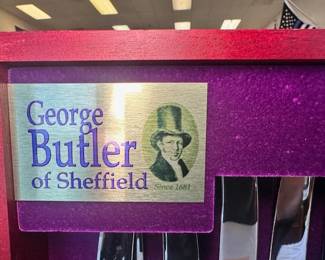 George
Butler
of Sheffield
Since 1681